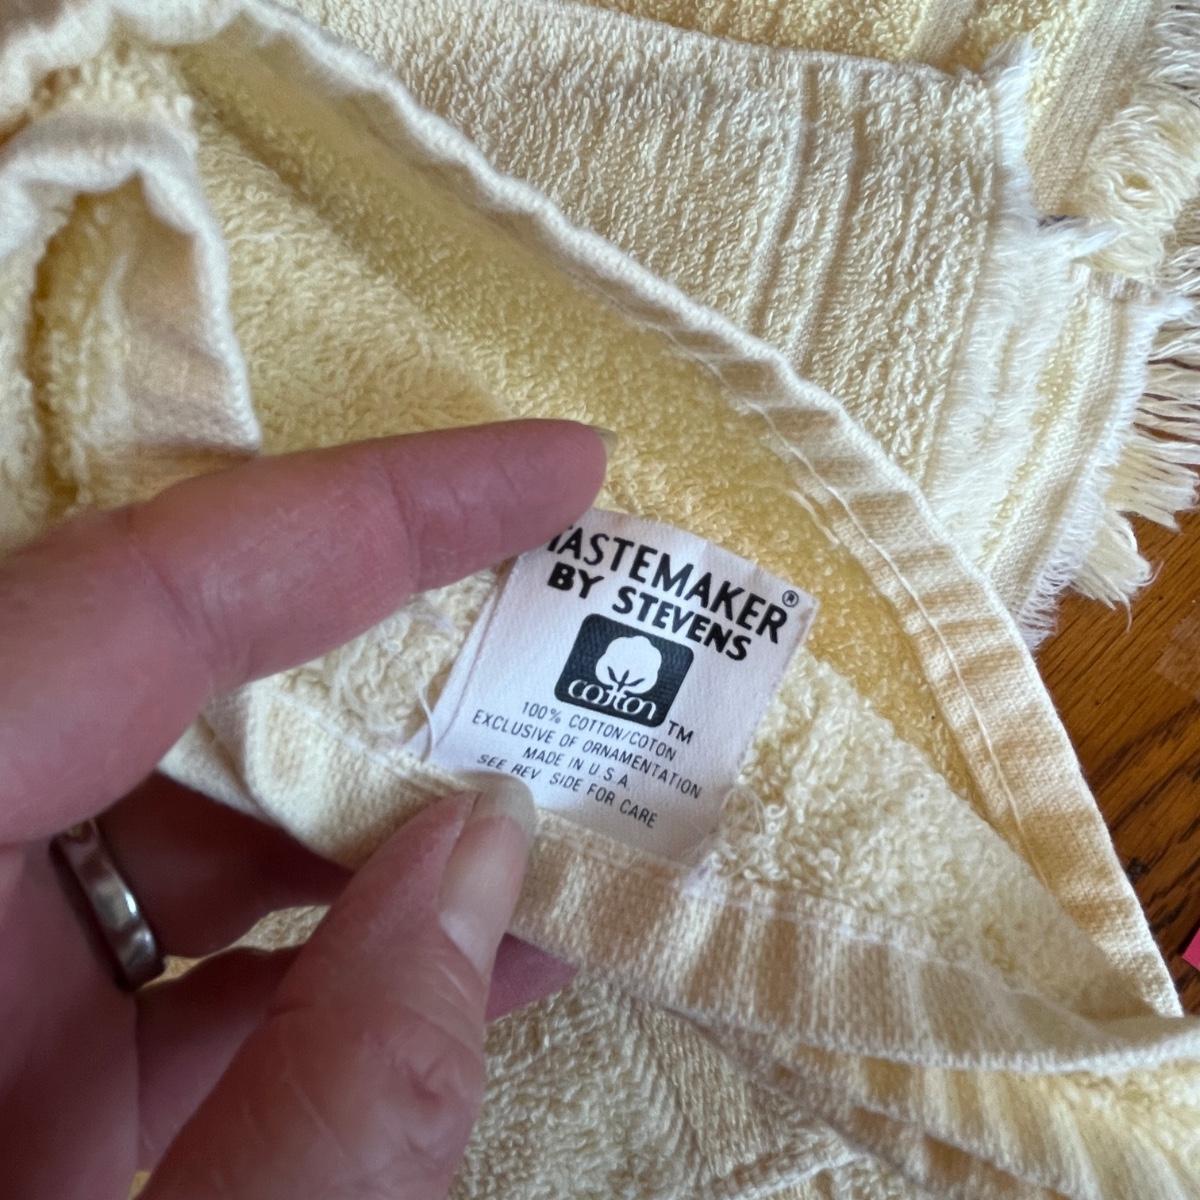 TASTEMAKER®
BY STEVENS
cotton
TM
100% COTTON/COTON
EXCLUSIVE OF ORNAMENTATION
MADE IN U S A
SEE REV SIDE FOR CARE